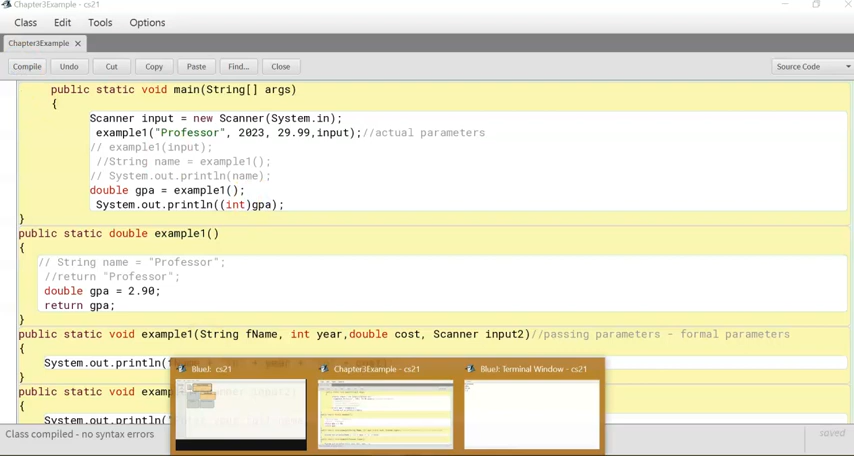 Chapter3Example - cs21
Class Edit Tools Options
Chapter3Example X
Compile Undo Cut Copy Paste Find... Close Source Code
public static void main(String[] args)
{
Scanner input = new Scanner(System.in);
example1("Professor", 2023, 29.99,input);//actual parameters
// example1(input);
//String name = example1();
// System.out.println(name);
double gpa = example1();
System.out.println((int)gpa);
}
public static double example1()
{
// String name = "Professor";
//return "Professor";
double gpa = 2.90;
return gpa;
}
public static void example1(String fName, int year,double cost, Scanner input2)//passing parameters - formal parameters
{
System.out.println(
}
public static void
{
System.out.println(
BlueJ: cs21 Chapter3Example - cs21 BlueJ: Terminal Window - cs21
Class compiled - no syntax errors
saved